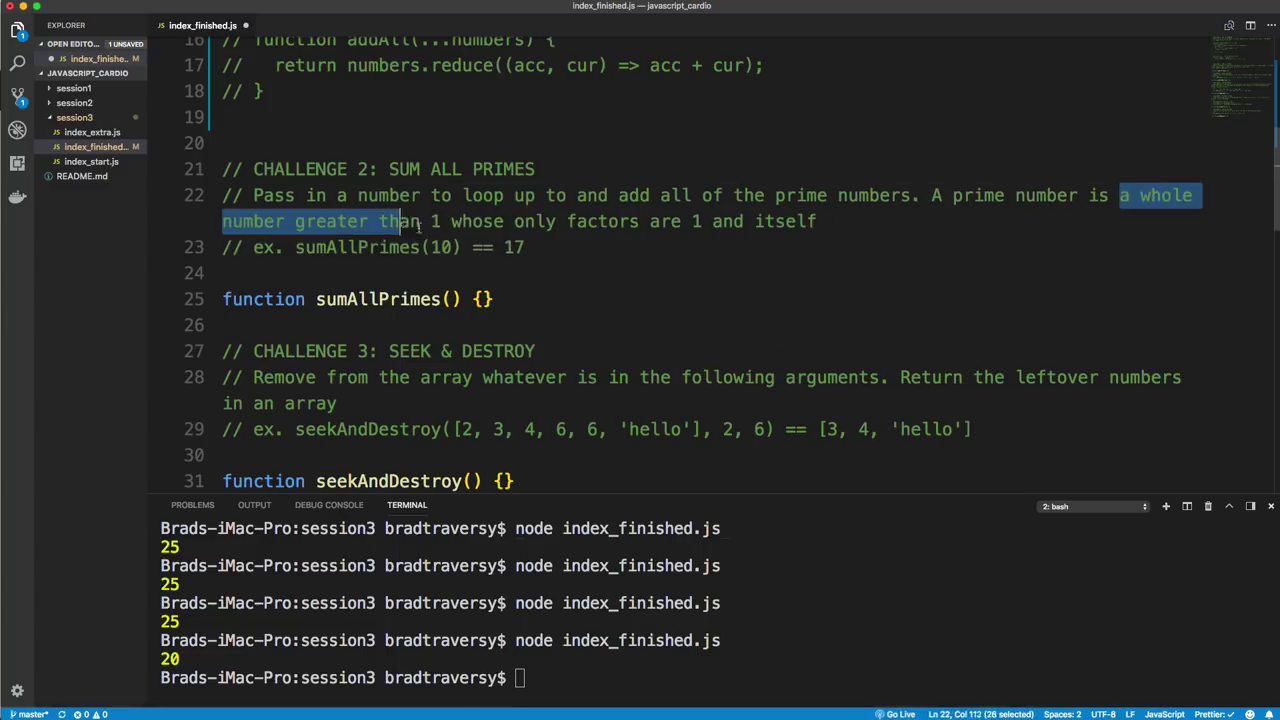 index_finished.js — javascript_cardio
EXPLORER
index_finished.js
OPEN EDITO... 1 UNSAVED
index_finishe... M
JAVASCRIPT_CARDIO
session1
session2
session3
index_extra.js
index_finished... M
index_start.js
README.md
1
1
16 // function addAll(...numbers) {
17 //   return numbers.reduce((acc, cur) => acc + cur);
18 // }
19
20
21 // CHALLENGE 2: SUM ALL PRIMES
22 // Pass in a number to loop up to and add all of the prime numbers. A prime number is a whole
number greater than 1 whose only factors are 1 and itself
23 // ex. sumAllPrimes(10) == 17
24
25 function sumAllPrimes() {}
26
27 // CHALLENGE 3: SEEK & DESTROY
28 // Remove from the array whatever is in the following arguments. Return the leftover numbers
in an array
29 // ex. seekAndDestroy([2, 3, 4, 6, 6, 'hello'], 2, 6) == [3, 4, 'hello']
30
31 function seekAndDestroy() {}
PROBLEMS OUTPUT DEBUG CONSOLE TERMINAL 2: bash
Brads-iMac-Pro:session3 bradtraversy$ node index_finished.js
25
Brads-iMac-Pro:session3 bradtraversy$ node index_finished.js
25
Brads-iMac-Pro:session3 bradtraversy$ node index_finished.js
25
Brads-iMac-Pro:session3 bradtraversy$ node index_finished.js
20
Brads-iMac-Pro:session3 bradtraversy$
master* 0 0 Go Live Ln 22, Col 112 (26 selected) Spaces: 2 UTF-8 LF JavaScript Prettier: ✓